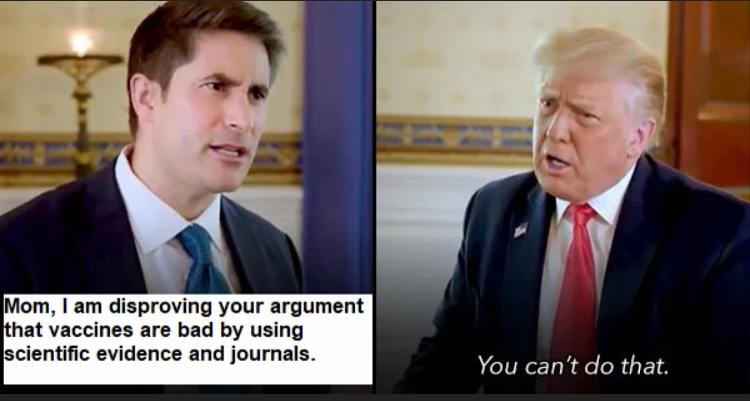 Mom, I am disproving your argument
that vaccines are bad by using
scientific evidence and journals.
You can't do that.